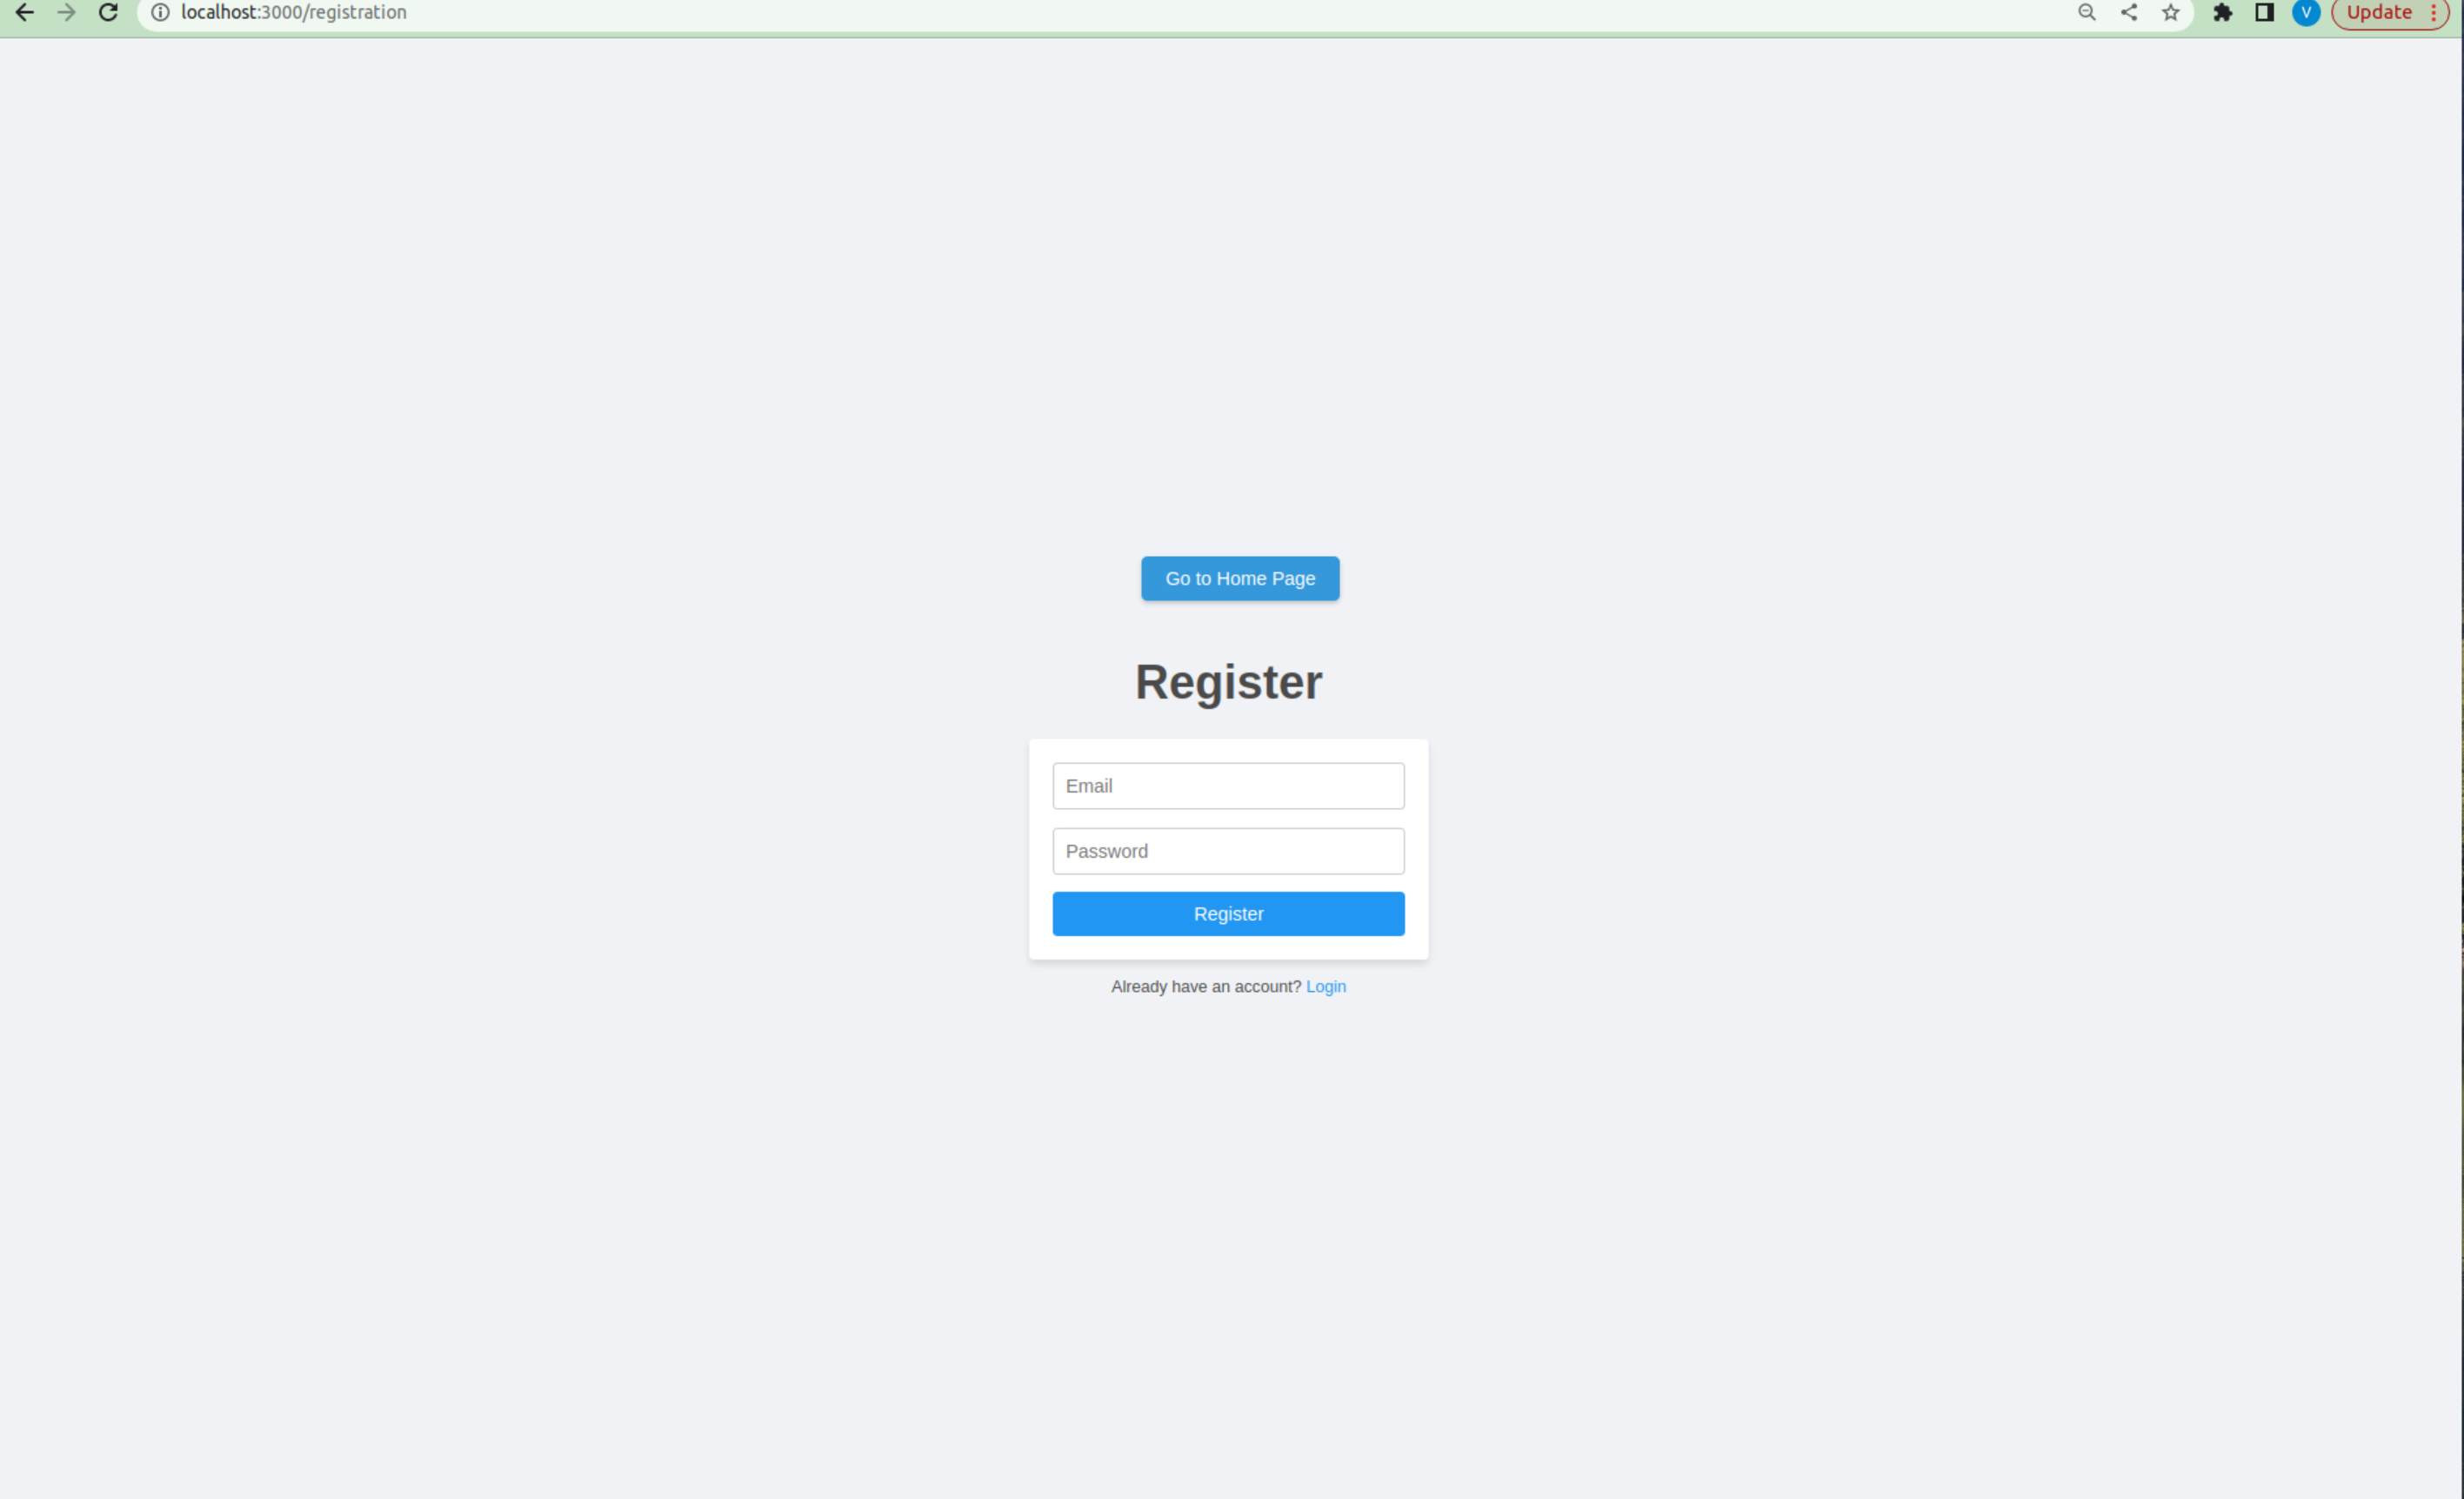 localhost:3000/registration
V
Update
Go to Home Page
Register
Email
Password
Register
Already have an account? Login